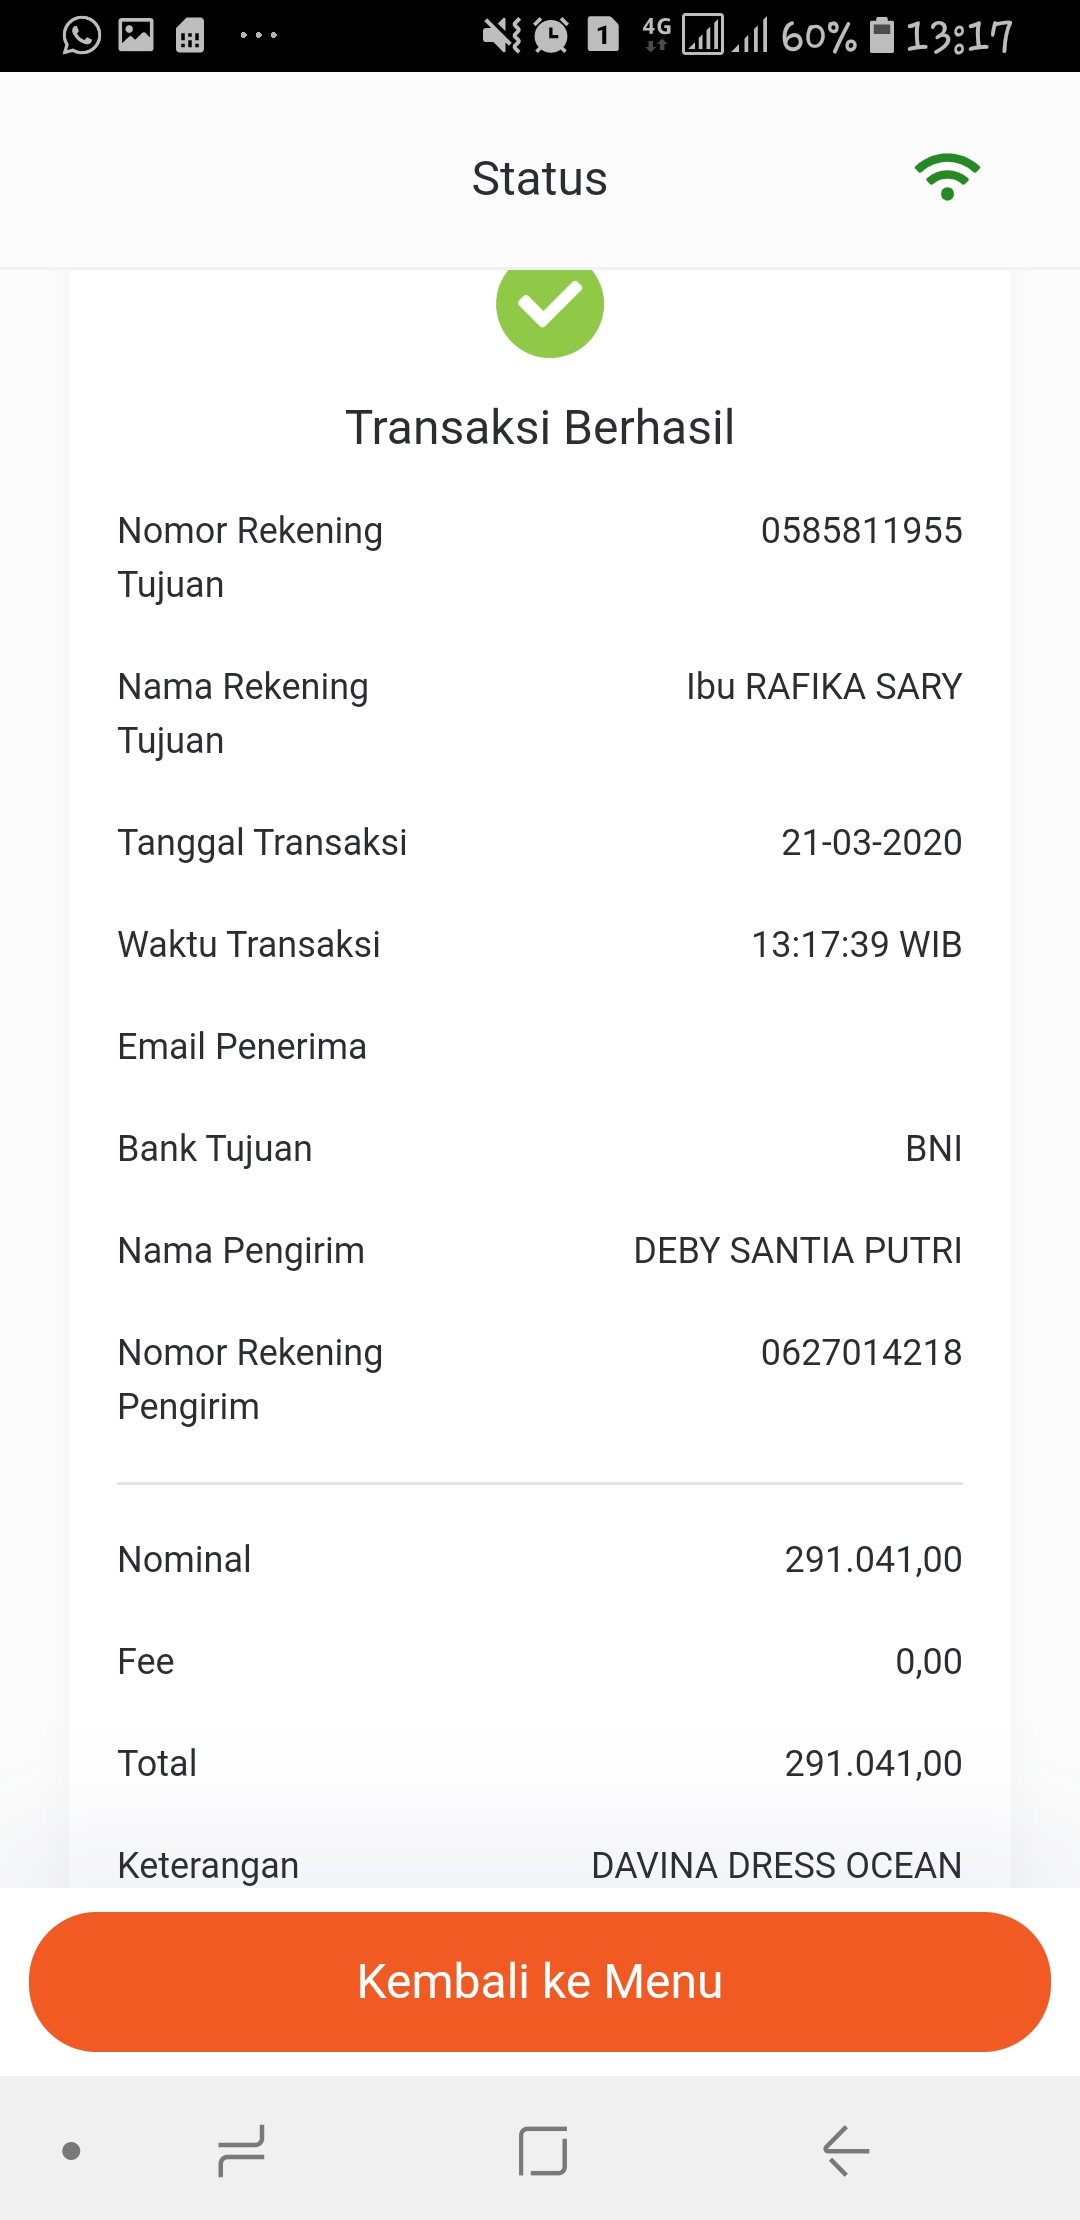 1 4G 60% 13:17
Status
Transaksi Berhasil
Nomor Rekening 0585811955
Tujuan
Nama Rekening Ibu RAFIKA SARY
Tujuan
Tanggal Transaksi 21-03-2020
Waktu Transaksi 13:17:39 WIB
Email Penerima
Bank Tujuan BNI
Nama Pengirim DEBY SANTIA PUTRI
Nomor Rekening 0627014218
Pengirim
Nominal 291.041,00
Fee 0,00
Total 291.041,00
Keterangan DAVINA DRESS OCEAN
Kembali ke Menu